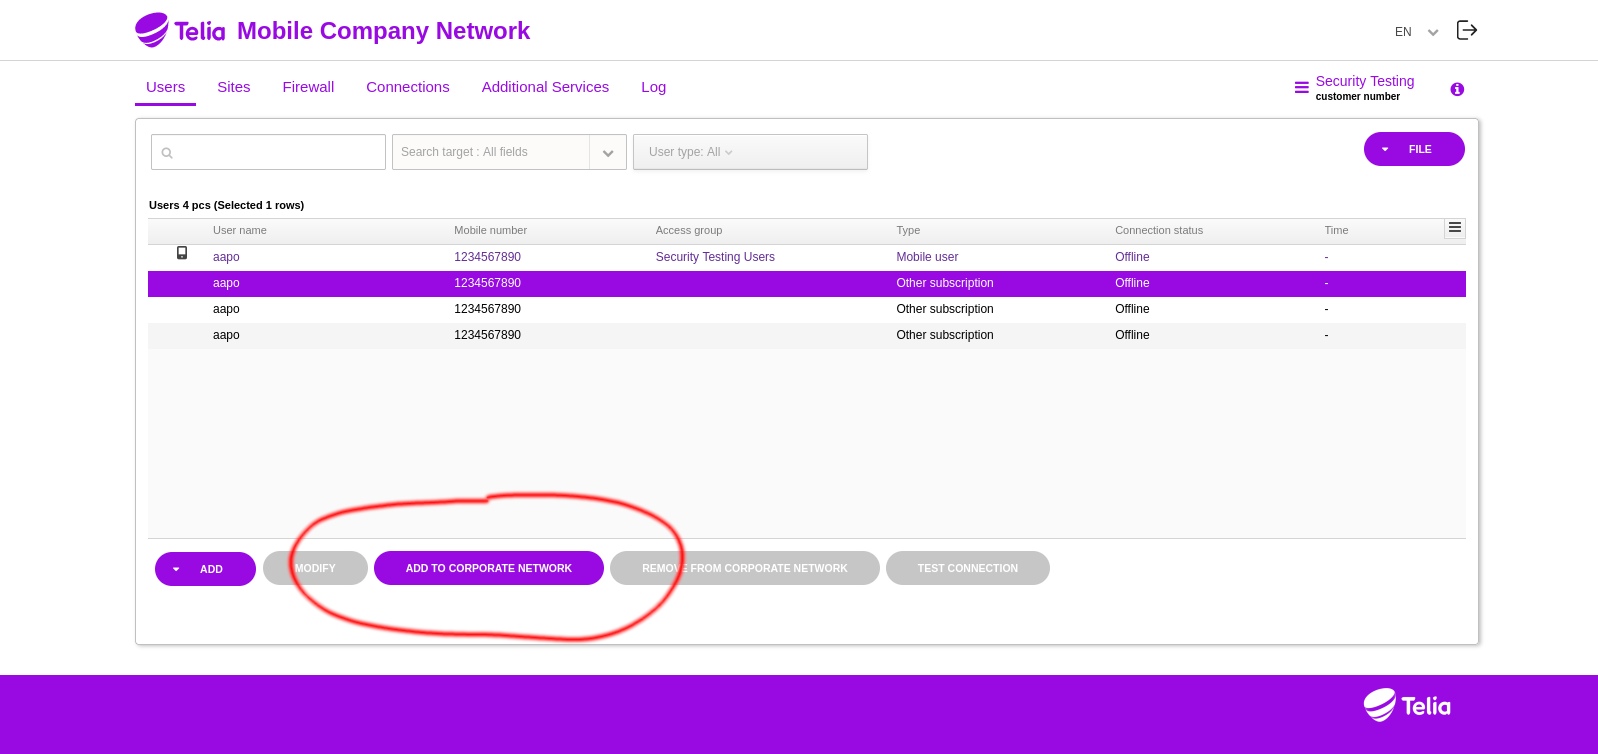 Telia Mobile Company Network EN
Users Sites Firewall Connections Additional Services Log Security Testing
customer number
Search target : All fields User type: All FILE
Users 4 pcs (Selected 1 rows)
User name Mobile number Access group Type Connection status Time
aapo 1234567890 Security Testing Users Mobile user Offline -
aapo 1234567890 Other subscription Offline -
aapo 1234567890 Other subscription Offline -
aapo 1234567890 Other subscription Offline -
ADD MODIFY ADD TO CORPORATE NETWORK REMOVE FROM CORPORATE NETWORK TEST CONNECTION
Telia